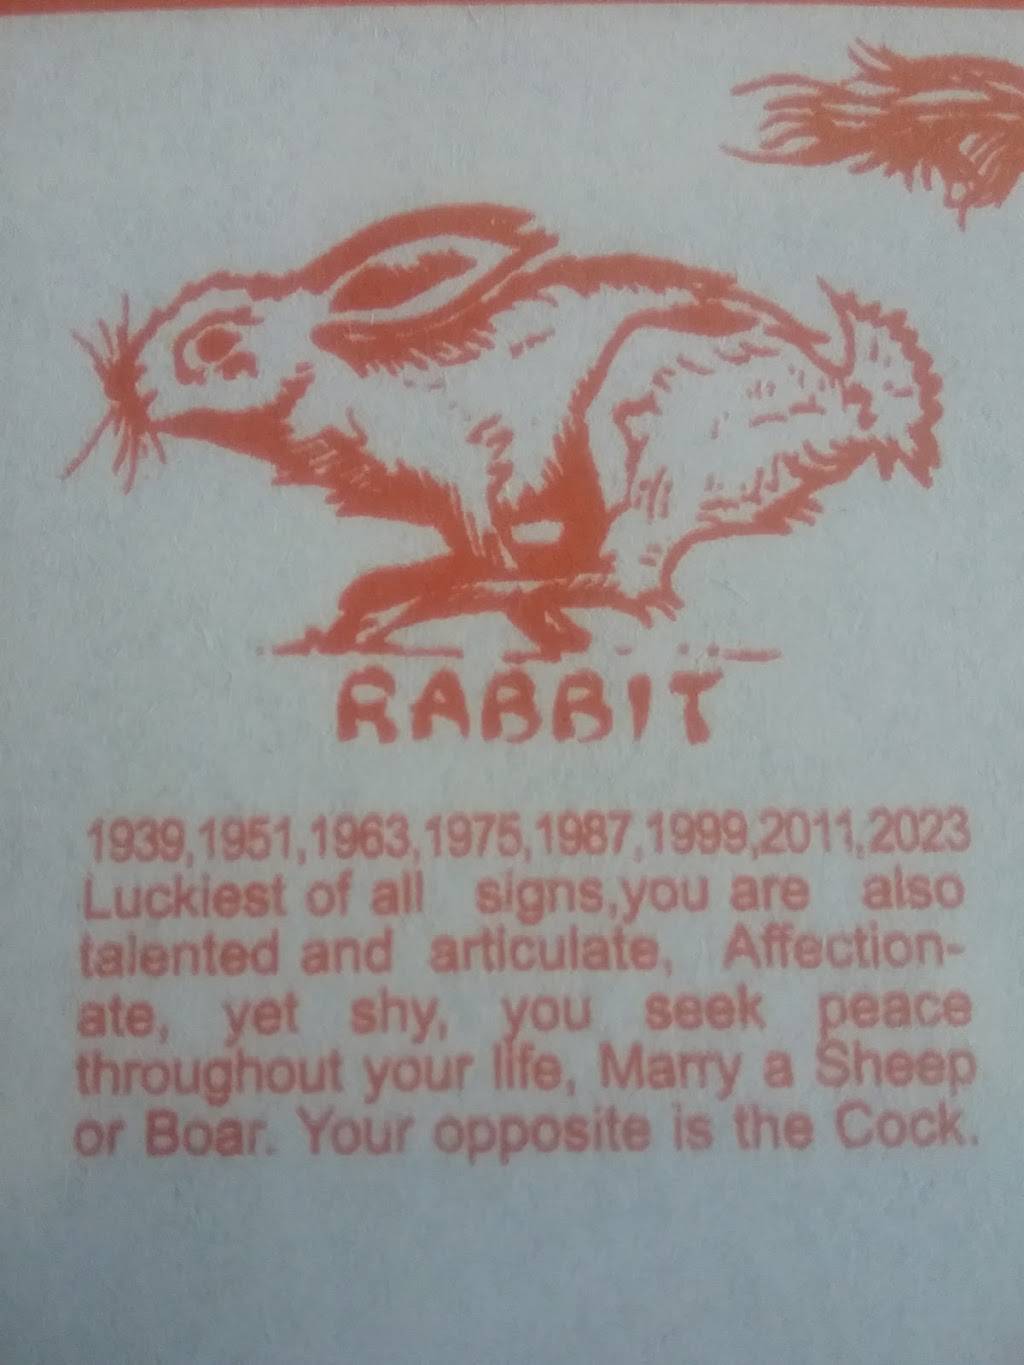 RABBIT
1939,1951,1963,1975,1987,1999,2011,2023
Luckiest of all signs,you are also
talented and articulate, Affection-
ate, yet shy, you seek peace
throughout your life, Marry a Sheep
or Boar. Your opposite is the Cock.